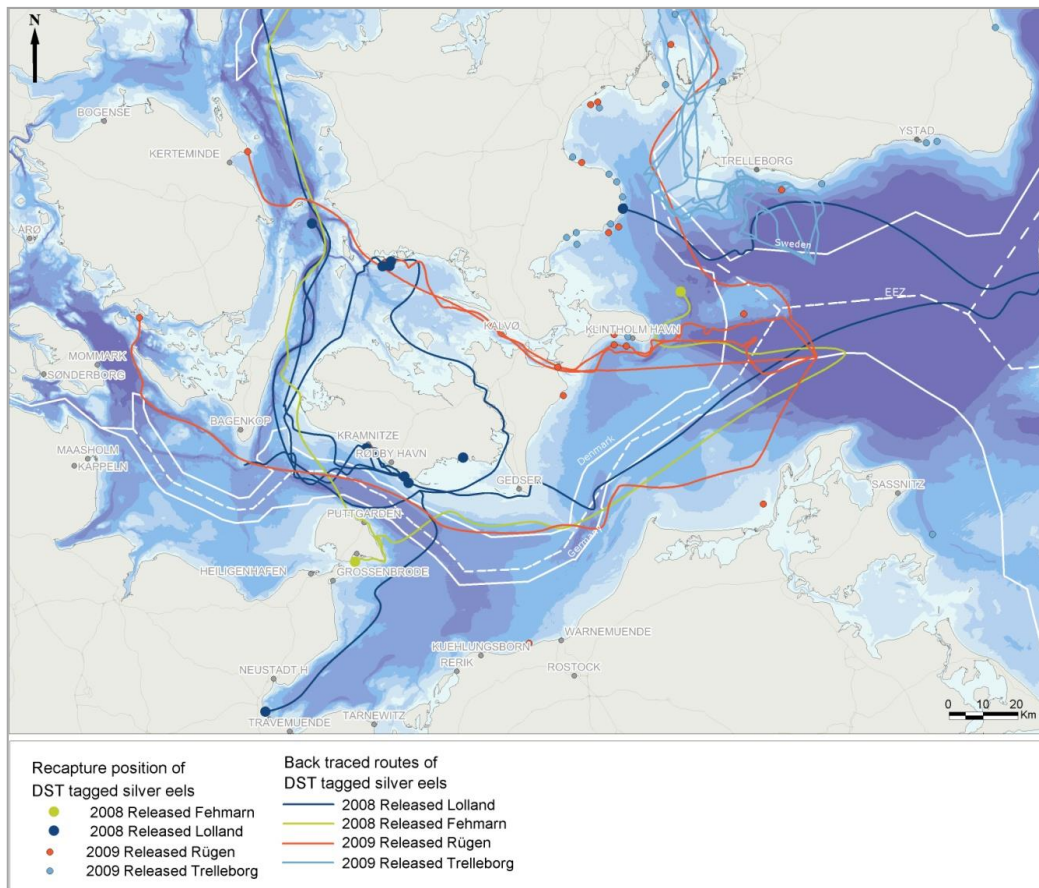 N
BOGENSE
KERTEMINDE
TRELLEBORG
YSTAD
ÅRØ
Sweden
EEZ
KALVØ
KLINTHOLM HAVN
MOMMARK
SØNDERBORG
BAGENKOP
KRAMNITZE
RØDBY HAVN
MAASHOLM
KAPPELN
GEDSER
Denmark
SASSNITZ
PUTTGARDEN
Germany
HEILIGENHAFEN
GROSSENBRODE
WARNEMUENDE
KUEHLUNGSBORN
RERIK
ROSTOCK
NEUSTADT H
TRAVEMUENDE
TARNEWITZ
0 5 10 20
Km
Recapture position of
DST tagged silver eels
2008 Released Fehmarn
2008 Released Lolland
2009 Released Rügen
2009 Released Trelleborg
Back traced routes of
DST tagged silver eels
2008 Released Lolland
2008 Released Fehmarn
2009 Released Rügen
2009 Released Trelleborg